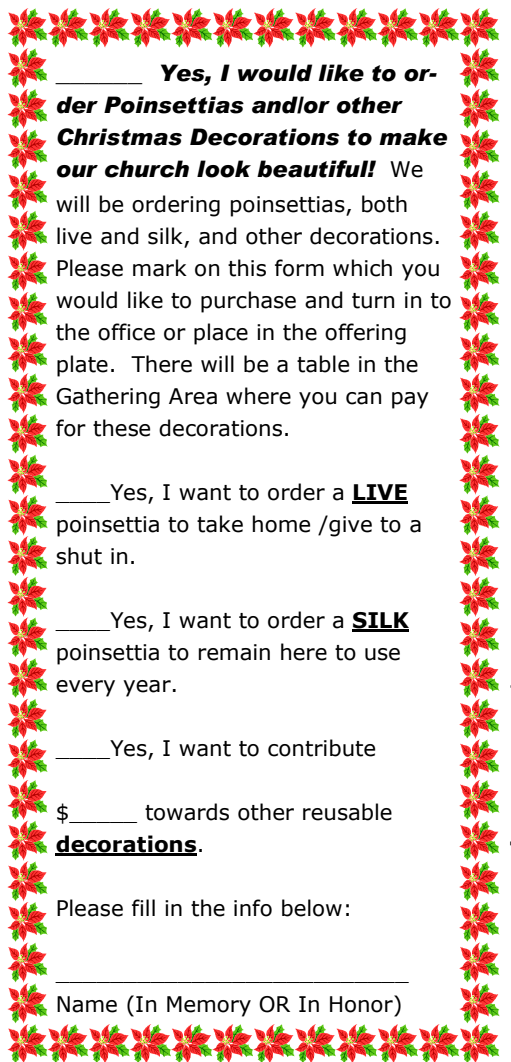 ______ Yes, I would like to or-
der Poinsettias and/or other
Christmas Decorations to make
our church look beautiful! We
will be ordering poinsettias, both
live and silk, and other decorations.
Please mark on this form which you
would like to purchase and turn in to
the office or place in the offering
plate. There will be a table in the
Gathering Area where you can pay
for these decorations.
____Yes, I want to order a LIVE
poinsettia to take home /give to a
shut in.
____Yes, I want to order a SILK
poinsettia to remain here to use
every year.
____Yes, I want to contribute
$_____ towards other reusable
decorations.
Please fill in the info below:
__________________________
Name (In Memory OR In Honor)